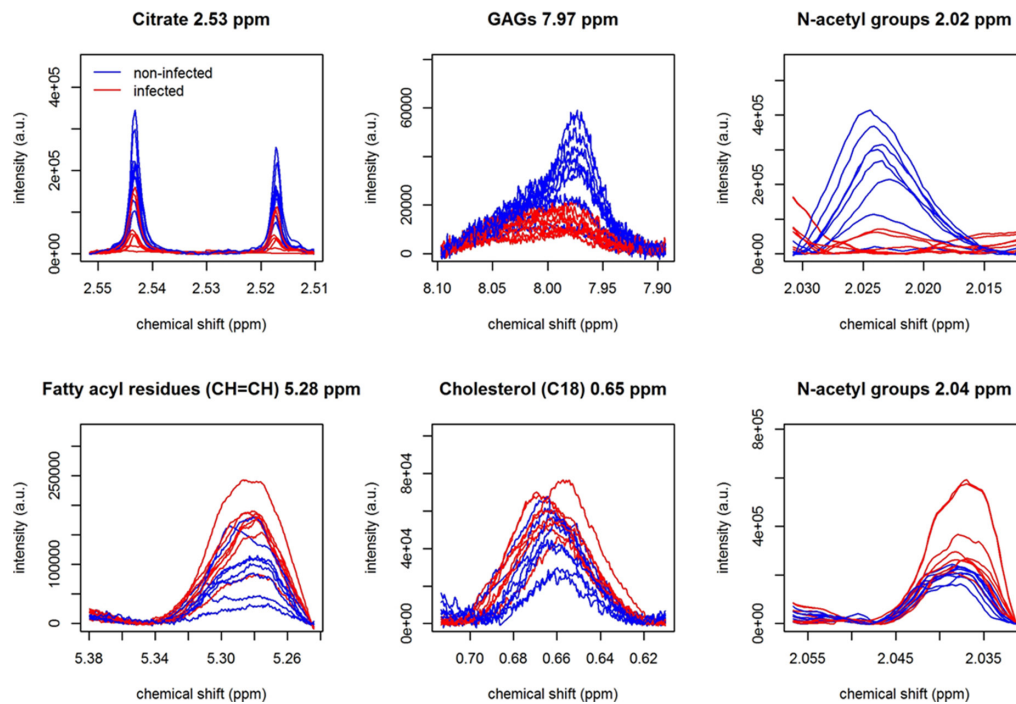 Citrate 2.53 ppm
GAGs 7.97 ppm
N-acetyl groups 2.02 ppm
non-infected
infected
intensity (a.u.)
0e+00
2e+05
4e+05
2.55
2.54
2.53
2.52
2.51
chemical shift (ppm)
intensity (a.u.)
0
20000
60000
8.10
8.05
8.00
7.95
7.90
chemical shift (ppm)
intensity (a.u.)
0e+00
2e+05
4e+05
2.030
2.025
2.020
2.015
chemical shift (ppm)
Fatty acyl residues (CH=CH) 5.28 ppm
Cholesterol (C18) 0.65 ppm
N-acetyl groups 2.04 ppm
intensity (a.u.)
0
100000
250000
5.38
5.34
5.30
5.26
chemical shift (ppm)
intensity (a.u.)
0e+00
4e+04
8e+04
0.70
0.68
0.66
0.64
0.62
chemical shift (ppm)
intensity (a.u.)
0e+00
4e+05
8e+05
2.055
2.045
2.035
chemical shift (ppm)